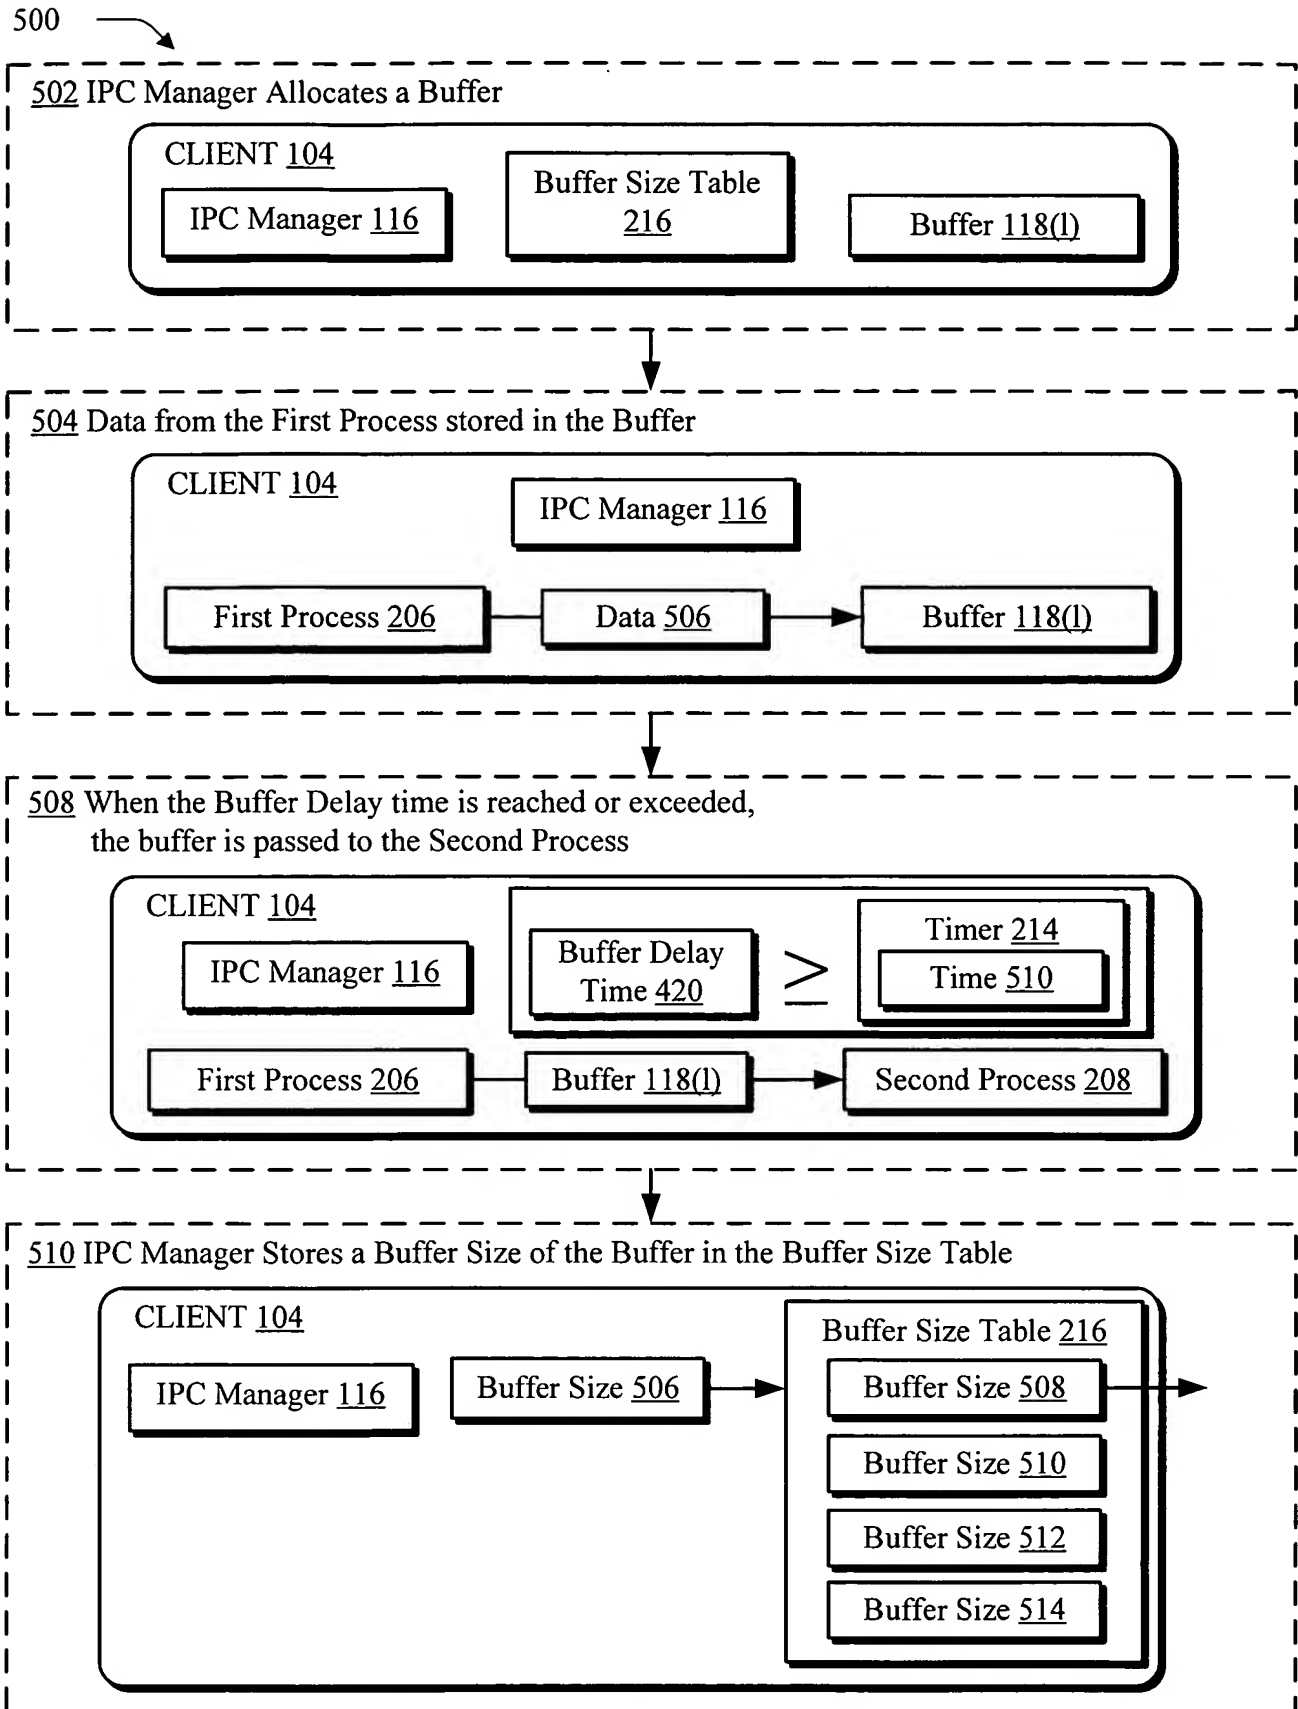 500
502 IPC Manager Allocates a Buffer
CLIENT 104
IPC Manager 116
Buffer Size Table
216
Buffer 118(l)
504 Data from the First Process stored in the Buffer
CLIENT 104
IPC Manager 116
First Process 206
Data 506
Buffer 118(l)
508 When the Buffer Delay time is reached or exceeded,
the buffer is passed to the Second Process
CLIENT 104
IPC Manager 116
Buffer Delay
Time 420
≥
Timer 214
Time 510
First Process 206
Buffer 118(l)
Second Process 208
510 IPC Manager Stores a Buffer Size of the Buffer in the Buffer Size Table
CLIENT 104
IPC Manager 116
Buffer Size 506
Buffer Size Table 216
Buffer Size 508
Buffer Size 510
Buffer Size 512
Buffer Size 514